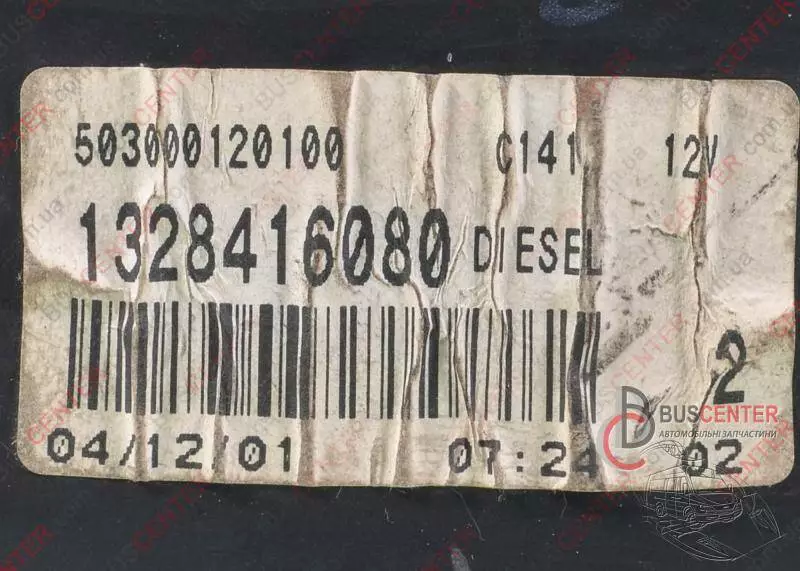 503000120100 C141 12V
1328416080 DIESEL
2
BUSCENTER
АВТОМОБІЛЬНІ ЗАПЧАСТИНИ
04/12/01 07:24 02